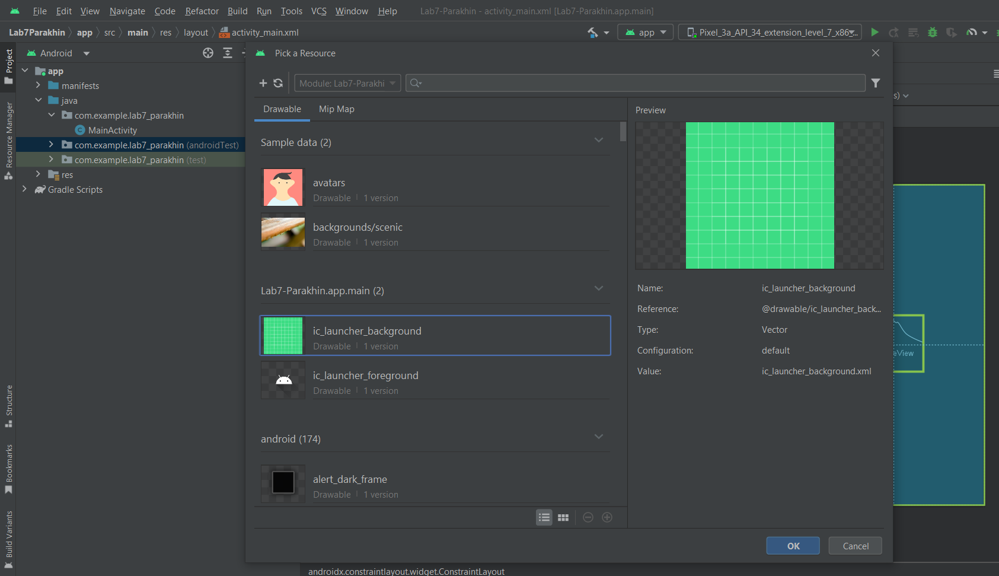 File Edit View Navigate Code Refactor Build Run Tools VCS Window Help Lab7-Parakhin - activity_main.xml [Lab7-Parakhin.app.main]
Lab7Parakhin app src main res layout activity_main.xml app Pixel_3a_API_34_extension_level_7_x86...
Project
Resource Manager
Structure
Bookmarks
Build Variants
Android
app
manifests
java
com.example.lab7_parakhin
MainActivity
com.example.lab7_parakhin (androidTest)
com.example.lab7_parakhin (test)
res
Gradle Scripts
Pick a Resource
Module: Lab7-Parakhi
Drawable Mip Map
Sample data (2)
avatars
Drawable 1 version
backgrounds/scenic
Drawable 1 version
Lab7-Parakhin.app.main (2)
ic_launcher_background
Drawable 1 version
ic_launcher_foreground
Drawable 1 version
android (174)
alert_dark_frame
Drawable 1 version
Preview
Name: ic_launcher_background
Reference: @drawable/ic_launcher_back...
Type: Vector
Configuration: default
Value: ic_launcher_background.xml
OK Cancel
s)
eView
androidx.constraintlayout.widget.ConstraintLayout